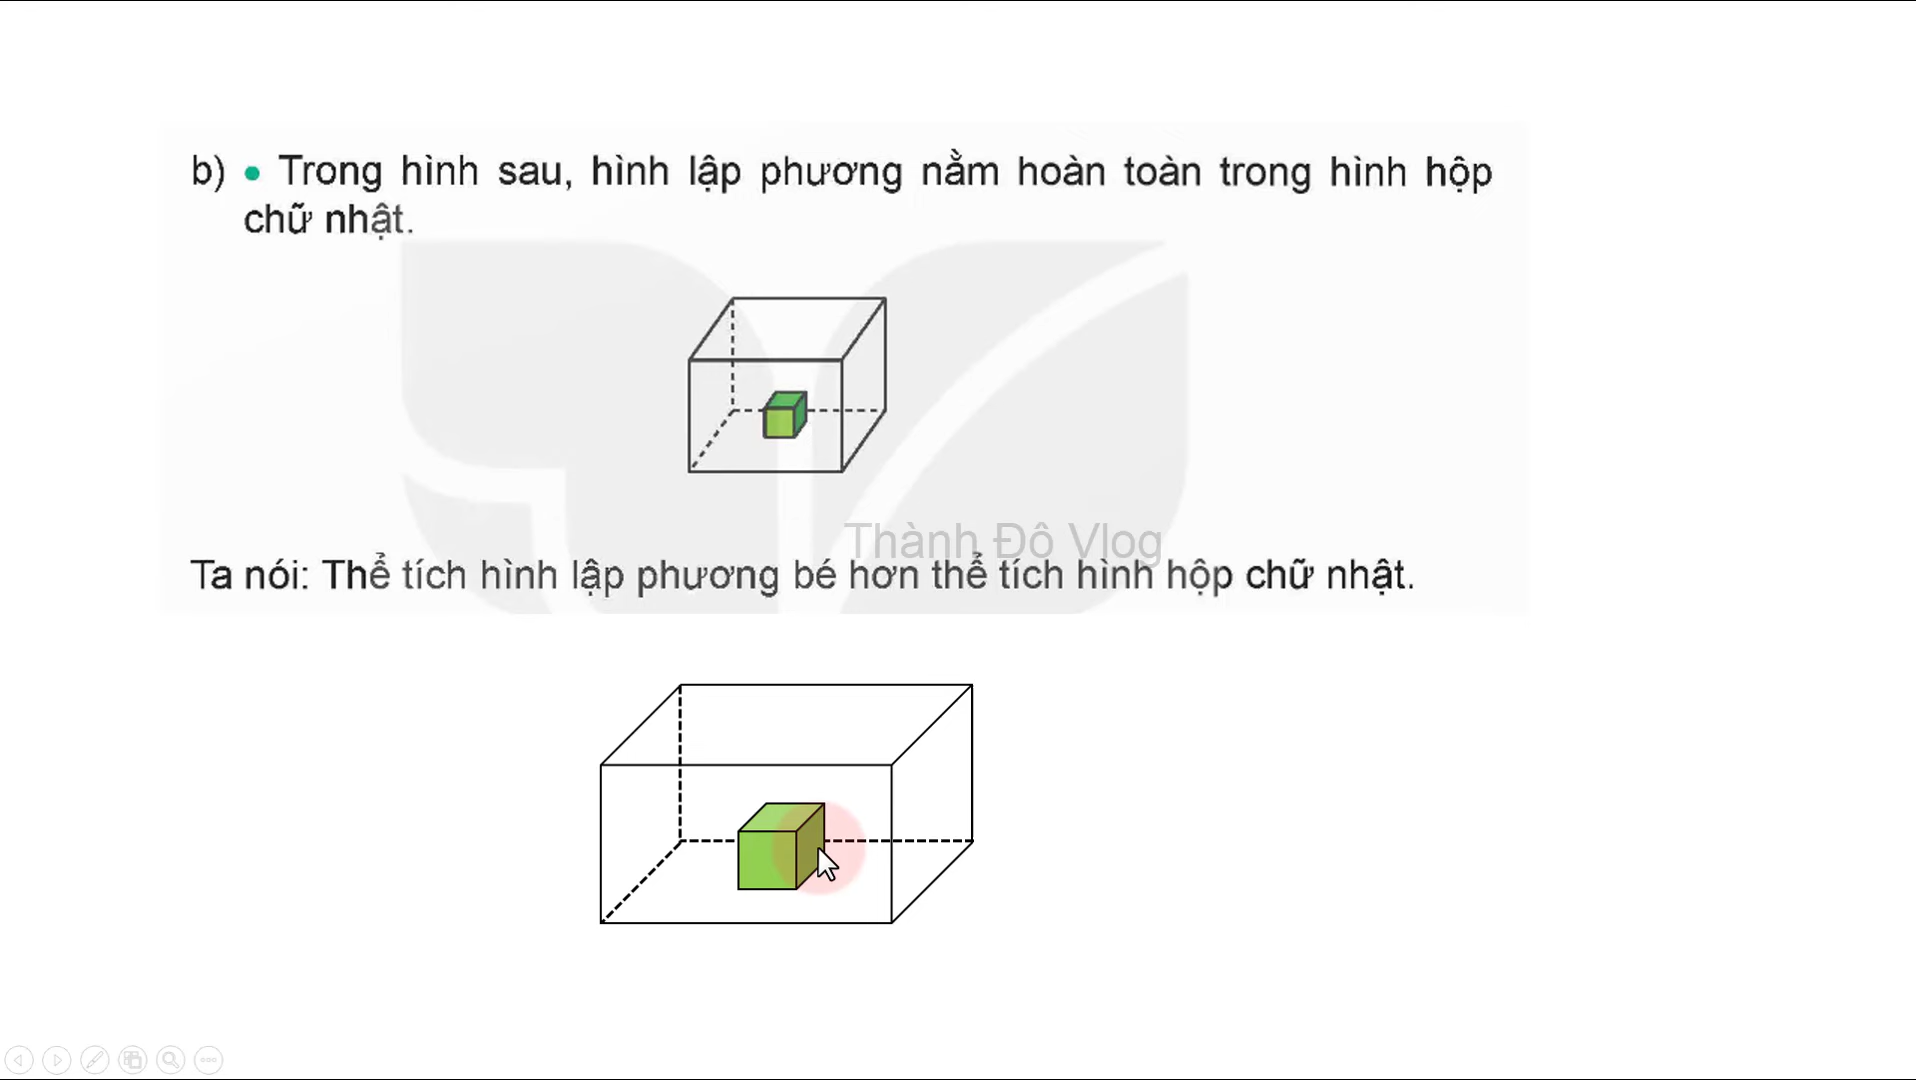 b) • Trong hình sau, hình lập phương nằm hoàn toàn trong hình hộp
chữ nhật.
Thành Đô Vlog
Ta nói: Thể tích hình lập phương bé hơn thể tích hình hộp chữ nhật.